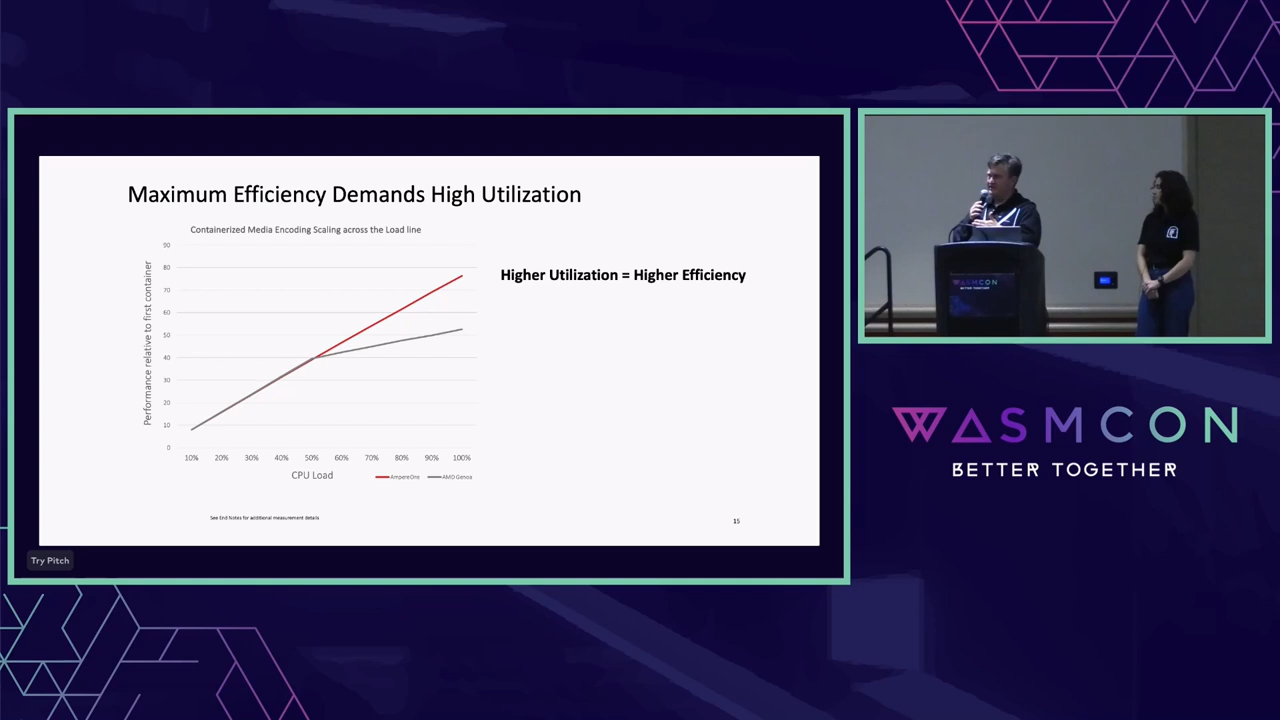 Maximum Efficiency Demands High Utilization
Containerized Media Encoding Scaling across the Load line
Performance relative to first container
90
80
70
60
50
40
30
20
10
0
10% 20% 30% 40% 50% 60% 70% 80% 90% 100%
CPU Load
AmpereOne AMD Genoa
Higher Utilization = Higher Efficiency
See End Notes for additional measurement details
15
Try Pitch
WASMCON
BETTER TOGETHER
WASMCON
BETTER TOGETHER